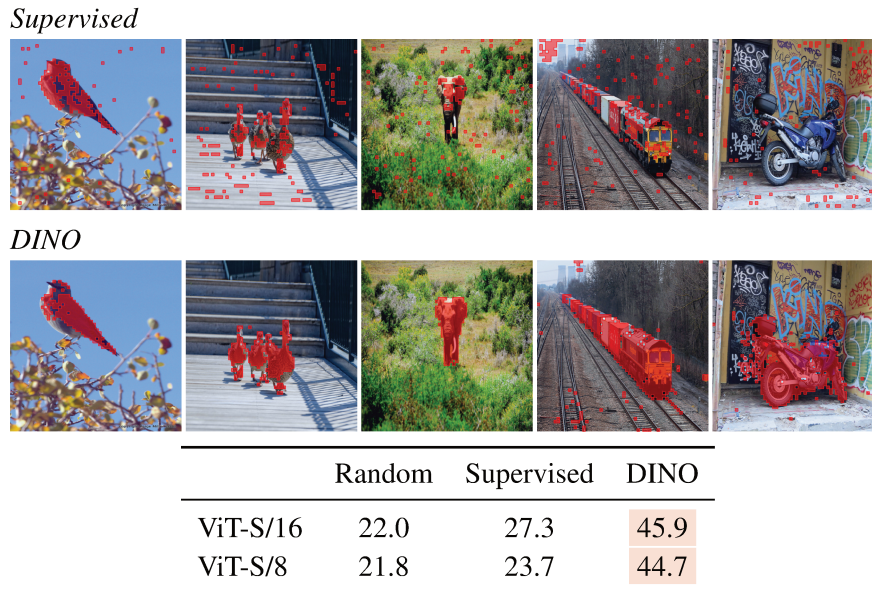 Supervised
DINO
Random Supervised DINO
ViT-S/16 22.0 27.3 45.9
ViT-S/8 21.8 23.7 44.7